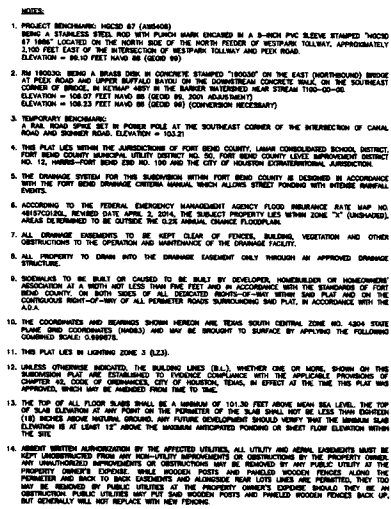 NOTES:
1. PROJECT BENCHMARK: HGCSD 67 (AW5408)
BEING A STAINLESS STEEL ROD WITH PUNCH MARK ENCASED IN A 5-INCH PVC SLEEVE STAMPED "HGCSD
67 1986" LOCATED ON THE NORTH SIDE OF THE NORTH FEEDER OF WESTPARK TOLLWAY, APPROXIMATELY
2,100 FEET EAST OF THE INTERSECTION OF WESTPARK TOLLWAY AND PEEK ROAD.
ELEVATION = 99.10 FEET NAVD 88 (GEOID 99)
2. RM 190030: BEING A BRASS DISK IN CONCRETE STAMPED "190030" ON THE EAST (NORTHBOUND) BRIDGE
AT PEEK ROAD AND UPPER BUFFALO BAYOU ON THE DOWNSTREAM CONCRETE WALK, ON THE SOUTHEAST
CORNER OF BRIDGE, IN KEYMAP 485Y IN THE BARKER WATERSHED NEAR STREAM T100-00-00.
ELEVATION = 108.07 FEET NAVD 88 (GEOID 99, 2001 ADJUSTMENT)
ELEVATION = 108.23 FEET NAVD 88 (GEOID 99) (CONVERSION NECESSARY)
3. TEMPORARY BENCHMARK:
A RAIL ROAD SPIKE SET IN POWER POLE AT THE SOUTHEAST CORNER OF THE INTERSECTION OF CANAL
ROAD AND SKINNER ROAD. ELEVATION = 103.21
4. THIS PLAT LIES WITHIN THE JURISDICTIONS OF FORT BEND COUNTY, LAMAR CONSOLIDATED SCHOOL DISTRICT,
FORT BEND COUNTY MUNICIPAL UTILITY DISTRICT NO. 50, FORT BEND COUNTY LEVEE IMPROVEMENT DISTRICT
NO. 12, HARRIS-FORT BEND ESD NO. 100 AND THE CITY OF HOUSTON EXTRATERRITORIAL JURISDICTION.
5. THE DRAINAGE SYSTEM FOR THIS SUBDIVISION WITHIN FORT BEND COUNTY IS DESIGNED IN ACCORDANCE
WITH THE FORT BEND DRAINAGE CRITERIA MANUAL WHICH ALLOWS STREET PONDING WITH INTENSE RAINFALL
EVENTS.
6. ACCORDING TO THE FEDERAL EMERGENCY MANAGEMENT AGENCY FLOOD INSURANCE RATE MAP NO.
48157C0120L, REVISED DATE APRIL 2, 2014, THE SUBJECT PROPERTY LIES WITHIN ZONE "X" (UNSHADED),
AREAS DETERMINED TO BE OUTSIDE THE 0.2% ANNUAL CHANCE FLOODPLAIN.
7. ALL DRAINAGE EASEMENTS TO BE KEPT CLEAR OF FENCES, BUILDING, VEGETATION AND OTHER
OBSTRUCTIONS TO THE OPERATION AND MAINTENANCE OF THE DRAINAGE FACILITY.
8. ALL PROPERTY TO DRAIN INTO THE DRAINAGE EASEMENT ONLY THROUGH AN APPROVED DRAINAGE
STRUCTURE.
9. SIDEWALKS TO BE BUILT OR CAUSED TO BE BUILT BY DEVELOPER, HOMEBUILDER OR HOMEOWNERS'
ASSOCIATION AT A WIDTH NOT LESS THAN FIVE FEET AND IN ACCORDANCE WITH THE STANDARDS OF FORT
BEND COUNTY, ON BOTH SIDES OF ALL DEDICATED RIGHTS-OF-WAY WITHIN SAID PLAT AND ON THE
CONTIGUOUS RIGHT-OF-WAY OF ALL PERIMETER ROADS SURROUNDING SAID PLAT, IN ACCORDANCE WITH THE
A.D.A.
10. THE COORDINATES AND BEARINGS SHOWN HEREON ARE TEXAS SOUTH CENTRAL ZONE NO. 4204 STATE
PLANE GRID COORDINATES (NAD83) AND MAY BE BROUGHT TO SURFACE BY APPLYING THE FOLLOWING
COMBINED SCALE: 0.999878.
11. THIS PLAT LIES IN LIGHTING ZONE 3 (LZ3).
12. UNLESS OTHERWISE INDICATED, THE BUILDING LINES (B.L.), WHETHER ONE OR MORE, SHOWN ON THIS
SUBDIVISION PLAT ARE ESTABLISHED TO EVIDENCE COMPLIANCE WITH THE APPLICABLE PROVISIONS OF
CHAPTER 42, CODE OF ORDINANCES, CITY OF HOUSTON, TEXAS, IN EFFECT AT THE TIME THIS PLAT WAS
APPROVED, WHICH MAY BE AMENDED FROM TIME TO TIME.
13. THE TOP OF ALL FLOOR SLABS SHALL BE A MINIMUM OF 101.30 FEET ABOVE MEAN SEA LEVEL. THE TOP
OF SLAB ELEVATION AT ANY POINT ON THE PERIMETER OF THE SLAB SHALL NOT BE LESS THAN EIGHTEEN
(18) INCHES ABOVE NATURAL GROUND. ANY FUTURE DEVELOPMENT SHOULD VERIFY THAT THE MINIMUM SLAB
ELEVATION IS AT LEAST 12" ABOVE THE MAXIMUM ANTICIPATED PONDING OR SHEET FLOW ELEVATION WITHIN
THE SITE
14. ABSENT WRITTEN AUTHORIZATION BY THE AFFECTED UTILITIES, ALL UTILITY AND AERIAL EASEMENTS MUST BE
KEPT UNOBSTRUCTED FROM ANY NON-UTILITY IMPROVEMENTS OR OBSTRUCTIONS BY THE PROPERTY OWNER.
ANY UNAUTHORIZED IMPROVEMENTS OR OBSTRUCTIONS MAY BE REMOVED BY ANY PUBLIC UTILITY AT THE
PROPERTY OWNER'S EXPENSE. WHILE WOODEN POSTS AND PANELED WOODEN FENCES ALONG THE
PERIMETER AND BACK TO BACK EASEMENTS AND ALONGSIDE REAR LOTS LINES ARE PERMITTED, THEY TOO
MAY BE REMOVED BY PUBLIC UTILITIES AT THE PROPERTY OWNER'S EXPENSE SHOULD THEY BE AN
OBSTRUCTION. PUBLIC UTILITIES MAY PUT SAID WOODEN POSTS AND PANELED WOODEN FENCES BACK UP,
BUT GENERALLY WILL NOT REPLACE WITH NEW FENCING.